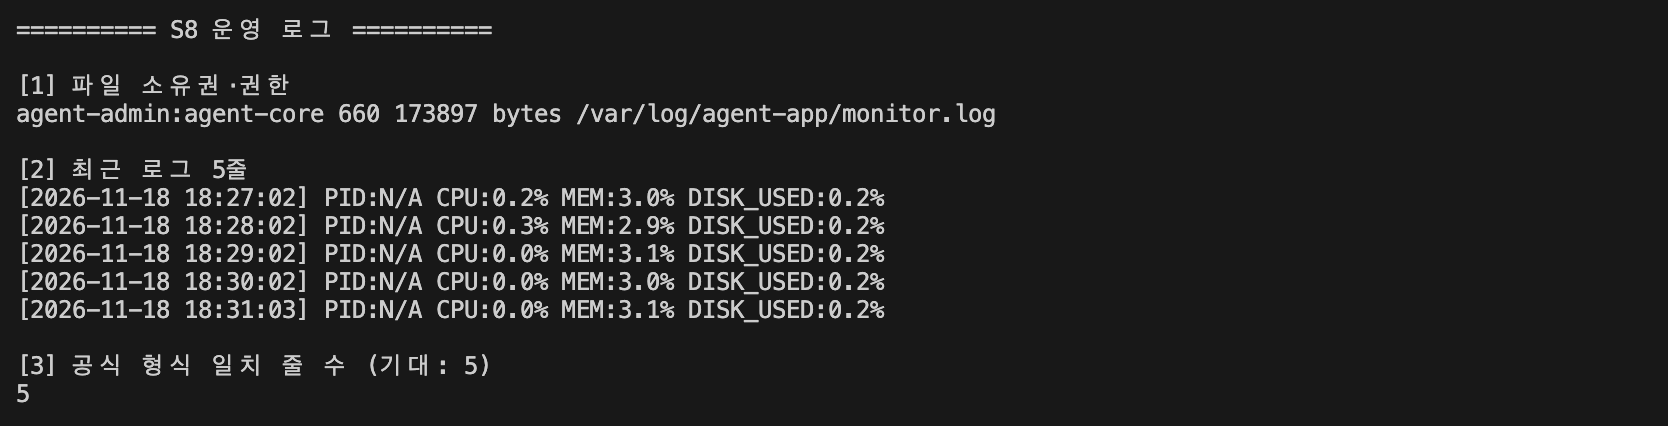 ========== S8 운영 로그 ==========
[1] 파일 소유권·권한
agent-admin:agent-core 660 173897 bytes /var/log/agent-app/monitor.log
[2] 최근 로그 5줄
[2026-11-18 18:27:02] PID:N/A CPU:0.2% MEM:3.0% DISK_USED:0.2%
[2026-11-18 18:28:02] PID:N/A CPU:0.3% MEM:2.9% DISK_USED:0.2%
[2026-11-18 18:29:02] PID:N/A CPU:0.0% MEM:3.1% DISK_USED:0.2%
[2026-11-18 18:30:02] PID:N/A CPU:0.0% MEM:3.0% DISK_USED:0.2%
[2026-11-18 18:31:03] PID:N/A CPU:0.0% MEM:3.1% DISK_USED:0.2%
[3] 공식 형식 일치 줄 수 (기대: 5)
5